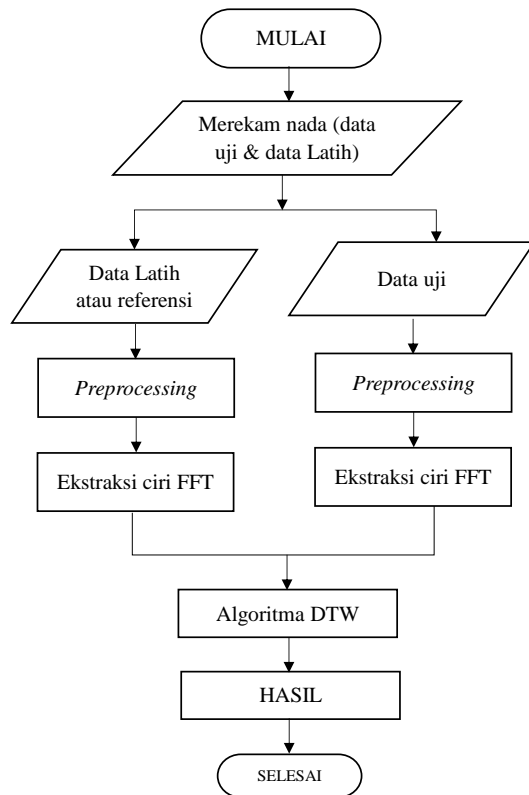 MULAI
Merekam nada (data
uji & data Latih)
Data Latih
atau referensi
Data uji
Preprocessing
Preprocessing
Ekstraksi ciri FFT
Ekstraksi ciri FFT
Algoritma DTW
HASIL
SELESAI